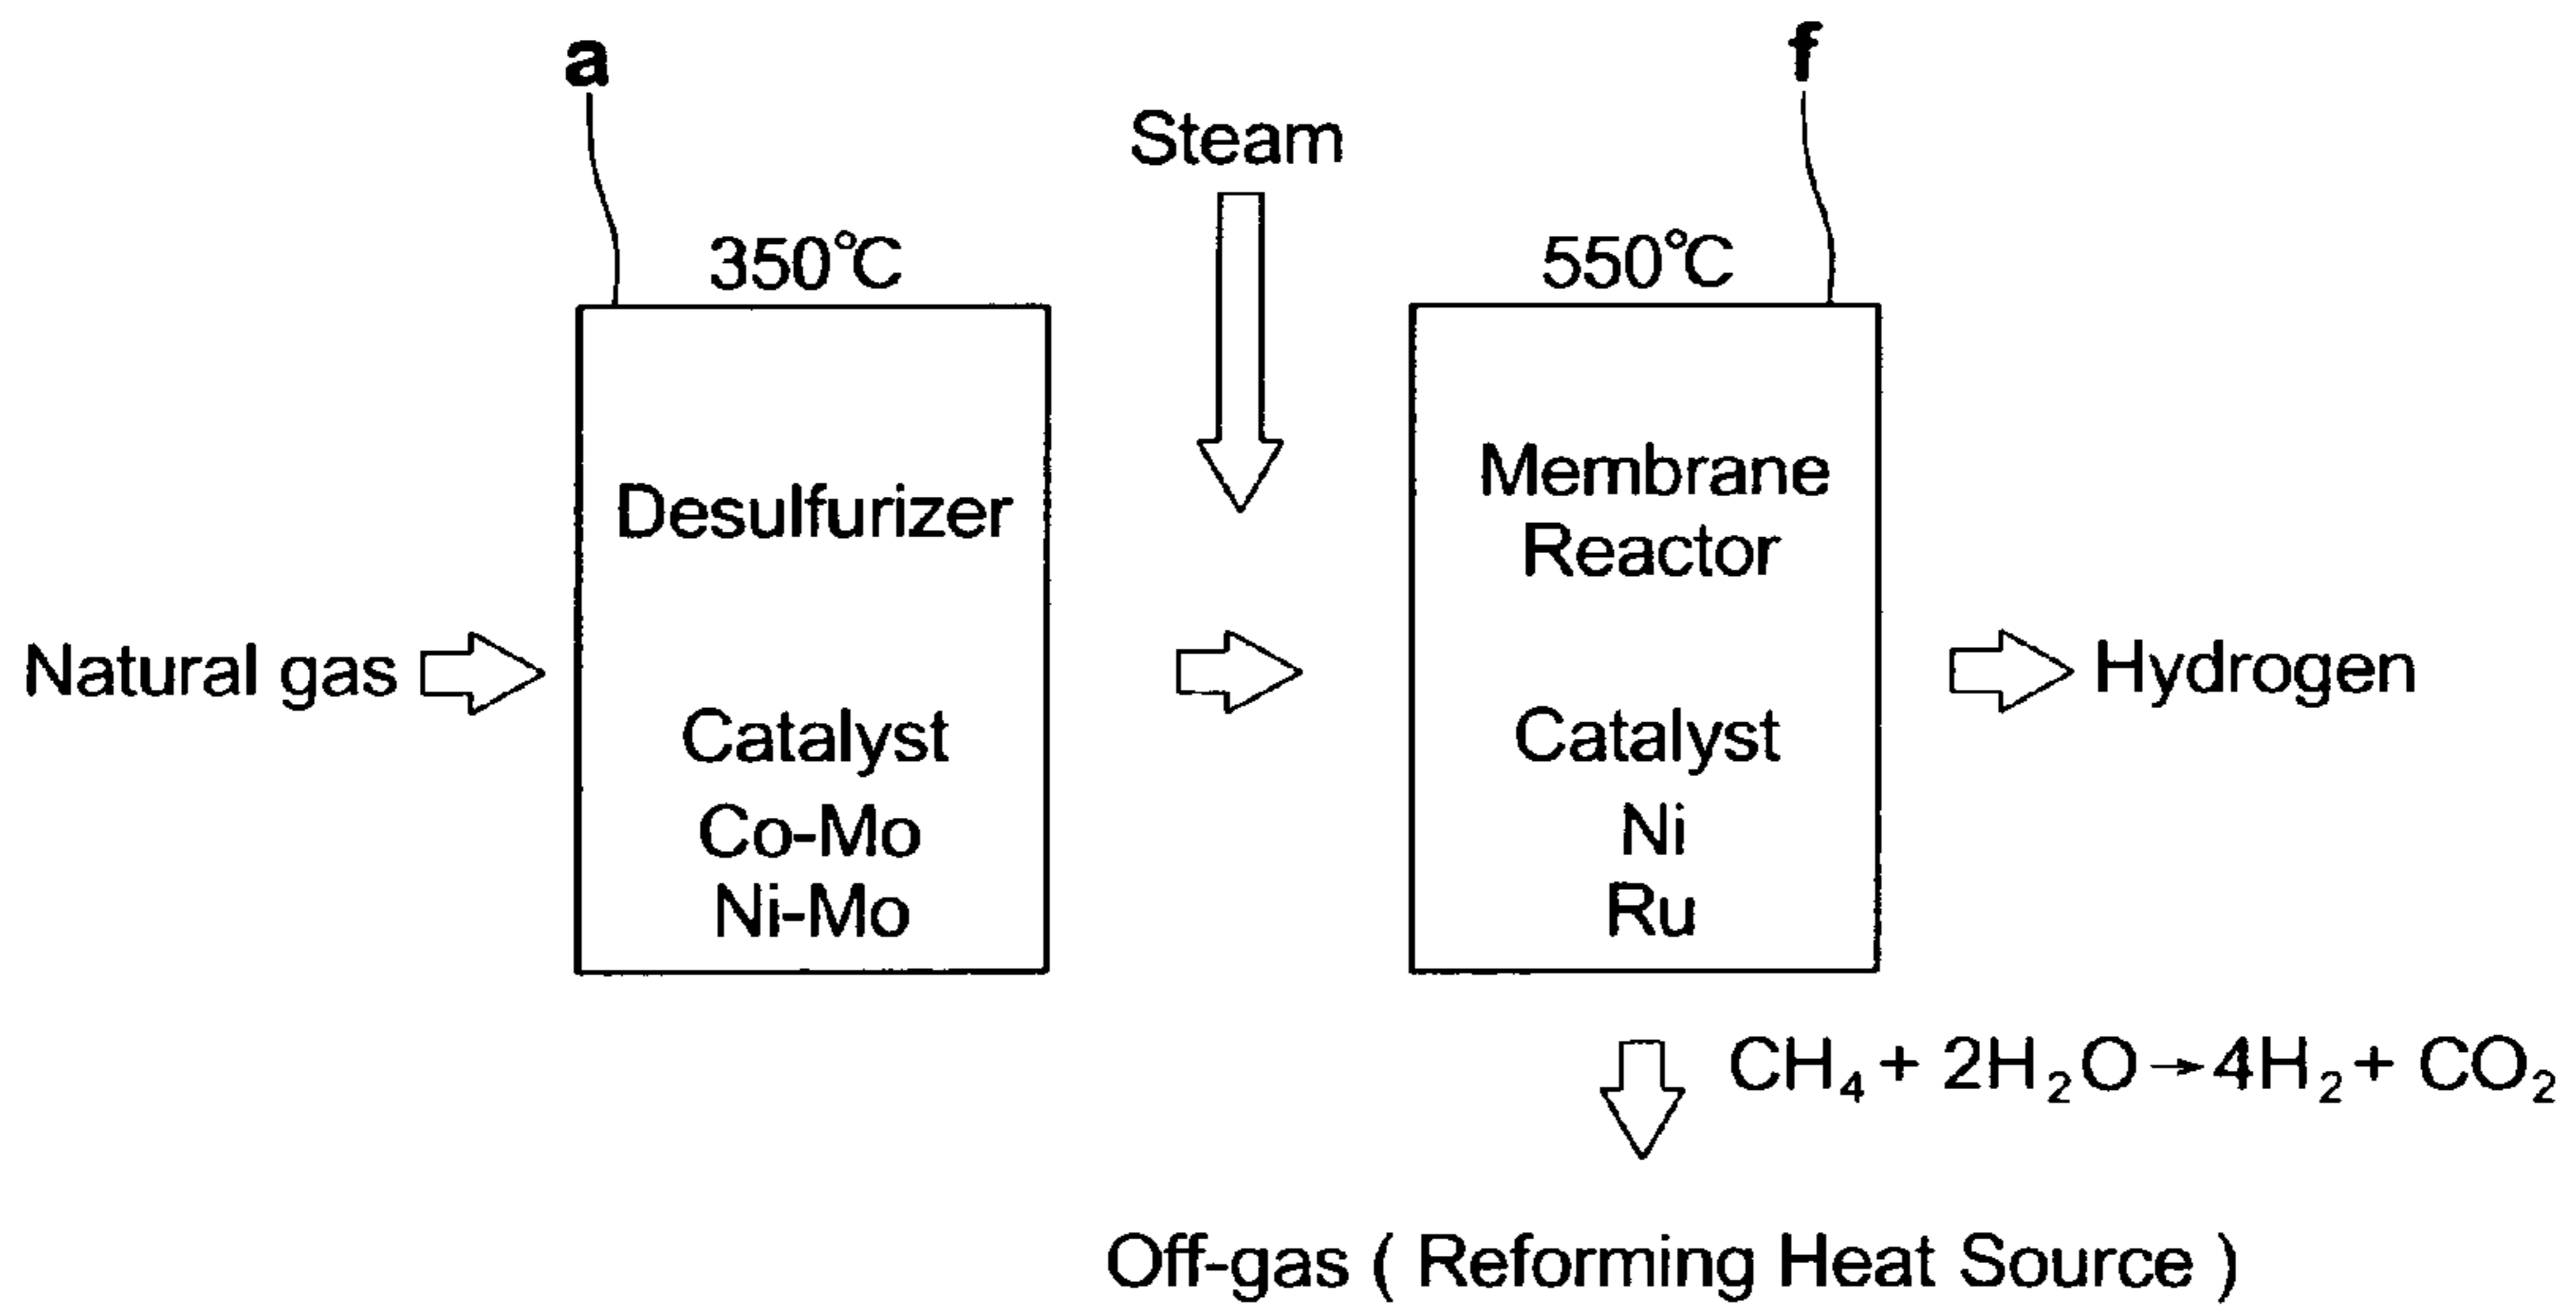 a
f
Steam
350℃
550℃
Desulfurizer
Membrane
Reactor
Natural gas
Hydrogen
Catalyst
Co-Mo
Ni-Mo
Catalyst
Ni
Ru
CH₄ + 2H₂O → 4H₂ + CO₂
Off-gas ( Reforming Heat Source )